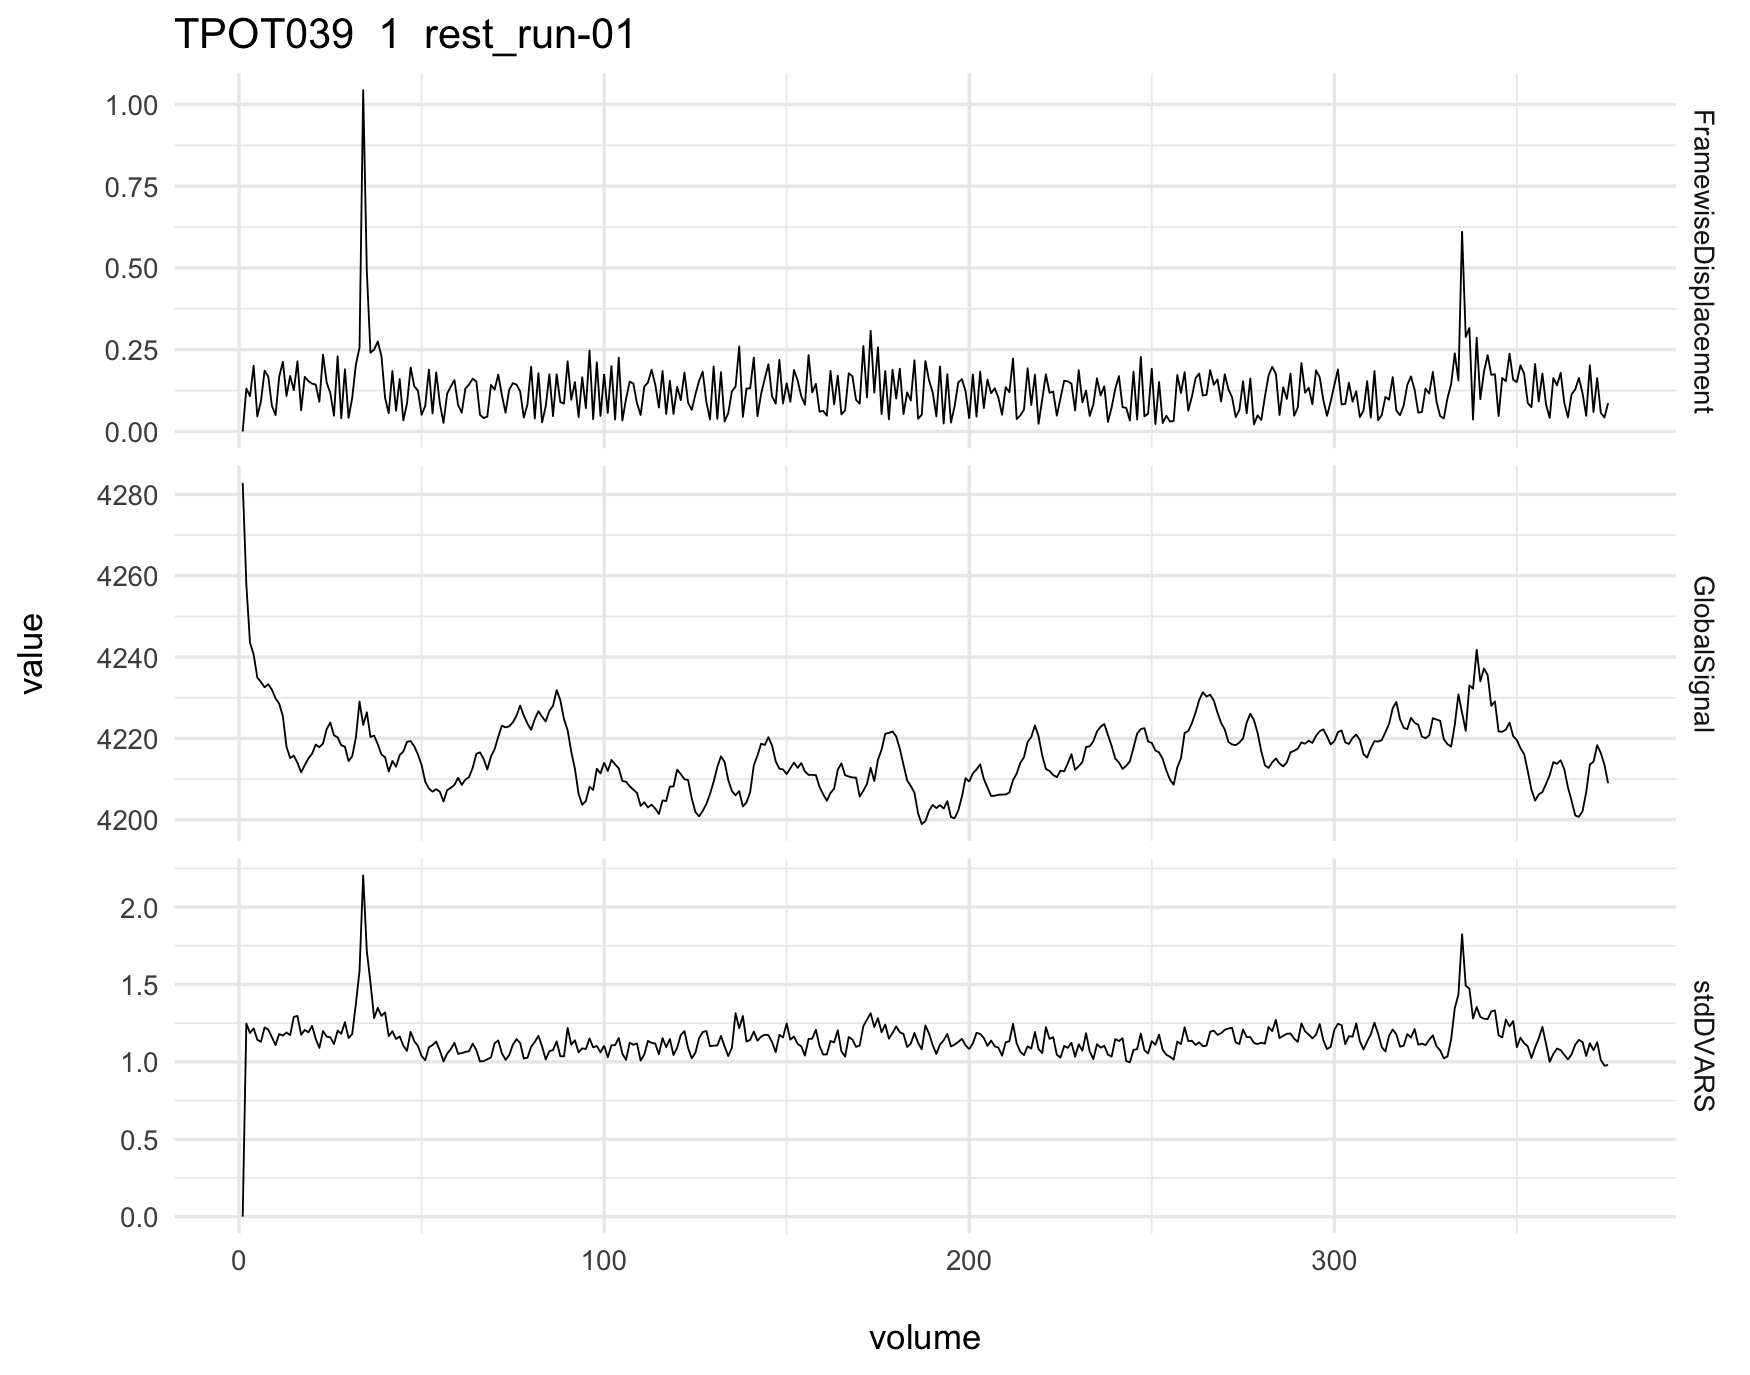 TPOT039 1 rest_run-01
1.00
0.75
0.50
0.25
0.00
FramewiseDisplacement
4280
4260
4240
4220
4200
GlobalSignal
value
2.0
1.5
1.0
0.5
0.0
stdDVARS
0 100 200 300
volume